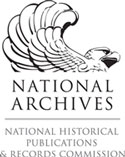 NATIONAL
ARCHIVES
NATIONAL HISTORICAL
PUBLICATIONS
& RECORDS COMMISSION